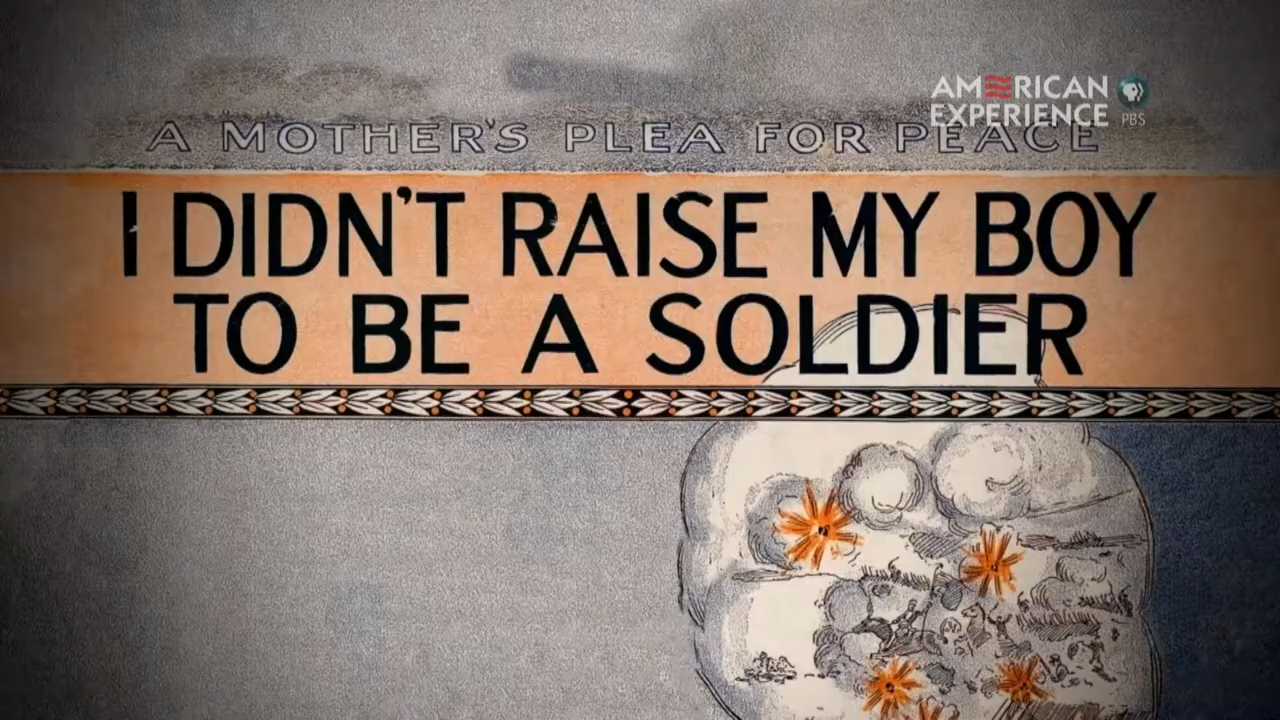 AMERICAN
EXPERIENCE
PBS
A MOTHER'S PLEA FOR PEACE
I DIDN'T RAISE MY BOY
TO BE A SOLDIER